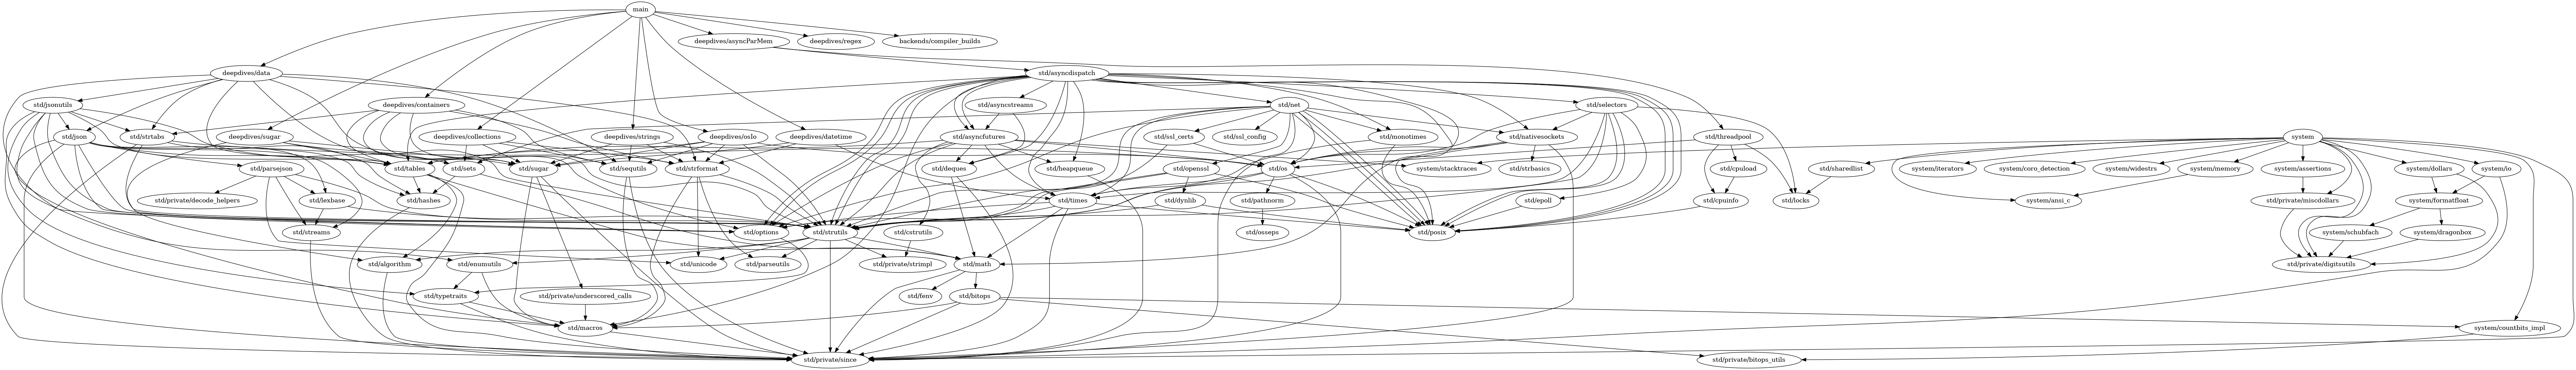 main
deepdives/asyncParMem
deepdives/regex
backends/compiler_builds
deepdives/data
std/asyncdispatch
std/jsonutils
deepdives/containers
std/asyncstreams
std/net
std/selectors
std/json
std/strtabs
deepdives/sugar
deepdives/collections
deepdives/strings
deepdives/oslo
deepdives/datetime
std/asyncfutures
std/ssl_certs
std/ssl_config
std/monotimes
std/nativesockets
std/threadpool
system
std/parsejson
std/tables
std/sets
std/sugar
std/sequtils
std/strformat
std/deques
std/heapqueue
std/openssl
std/os
system/stacktraces
std/strbasics
std/cpuload
std/sharedlist
system/iterators
system/coro_detection
system/widestrs
system/memory
system/assertions
system/dollars
system/io
std/private/decode_helpers
std/lexbase
std/hashes
std/times
std/dynlib
std/pathnorm
std/epoll
std/cpuinfo
std/locks
system/ansi_c
std/private/miscdollars
system/formatfloat
std/streams
std/options
std/strutils
std/cstrutils
std/osseps
std/posix
system/schubfach
system/dragonbox
std/algorithm
std/enumutils
std/unicode
std/parseutils
std/private/strimpl
std/math
std/private/digitsutils
std/typetraits
std/private/underscored_calls
std/fenv
std/bitops
std/macros
system/countbits_impl
std/private/since
std/private/bitops_utils